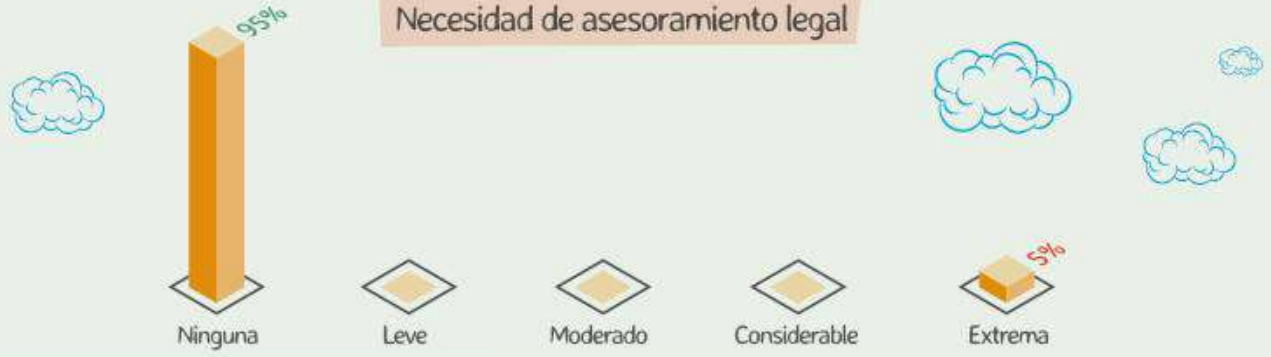 Necesidad de asesoramiento legal
95%
5%
Ninguna
Leve
Moderado
Considerable
Extrema